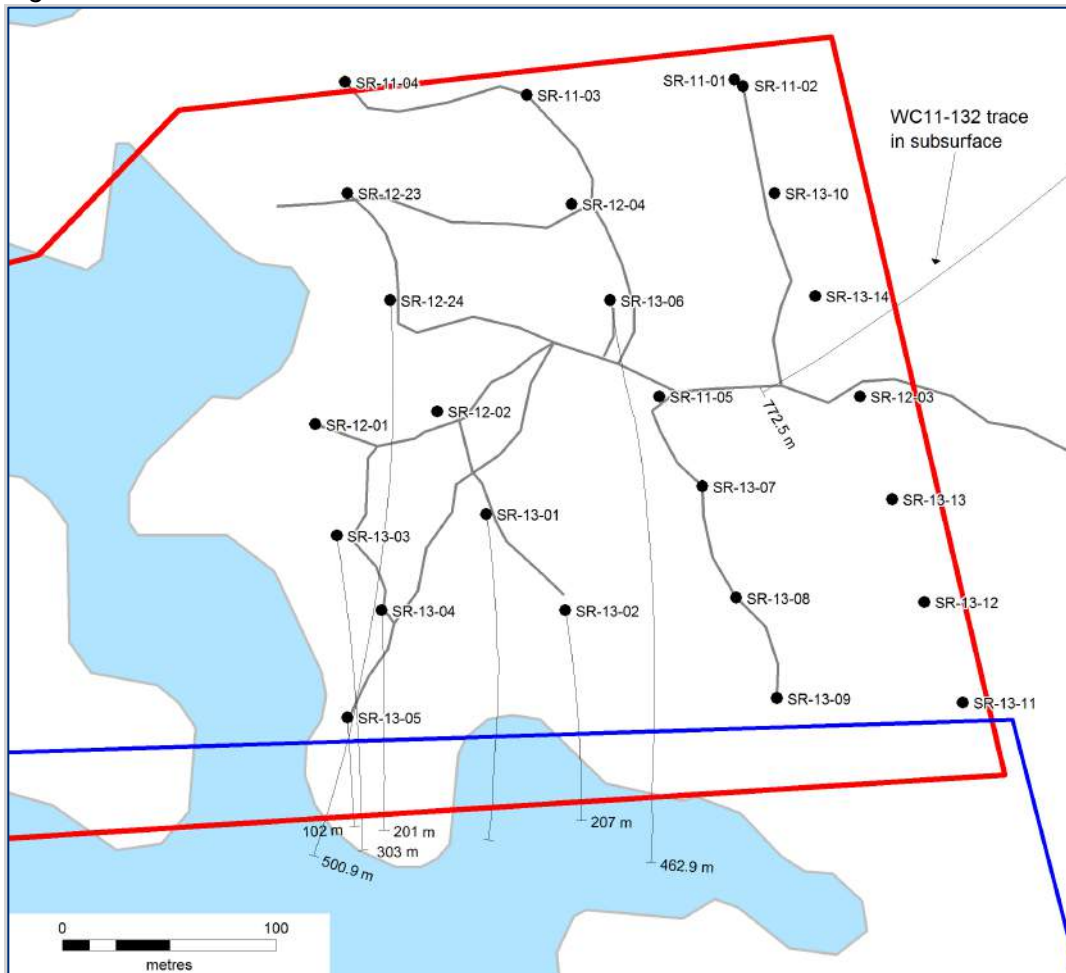 SR-11-04
SR-11-03
SR-11-01
SR-11-02
WC11-132 trace
in subsurface
SR-12-23
SR-12-04
SR-13-10
SR-12-24
SR-13-06
SR-13-14
SR-12-01
SR-12-02
SR-11-05
772.5 m
SR-12-03
SR-13-07
SR-13-13
SR-13-01
SR-13-03
SR-13-04
SR-13-02
SR-13-08
SR-13-12
SR-13-05
SR-13-09
SR-13-11
102 m
201 m
207 m
303 m
500.9 m
462.9 m
0
100
metres